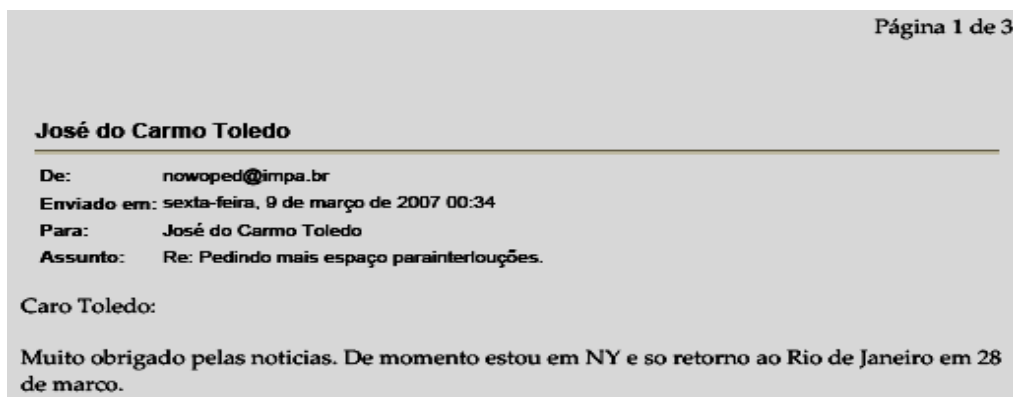 Página 1 de 3
José do Carmo Toledo
De: nowoped@impa.br
Enviado em: sexta-feira, 9 de março de 2007 00:34
Para: José do Carmo Toledo
Assunto: Re: Pedindo mais espaço parainterlouções.
Caro Toledo:
Muito obrigado pelas noticias. De momento estou em NY e so retorno ao Rio de Janeiro em 28
de marco.